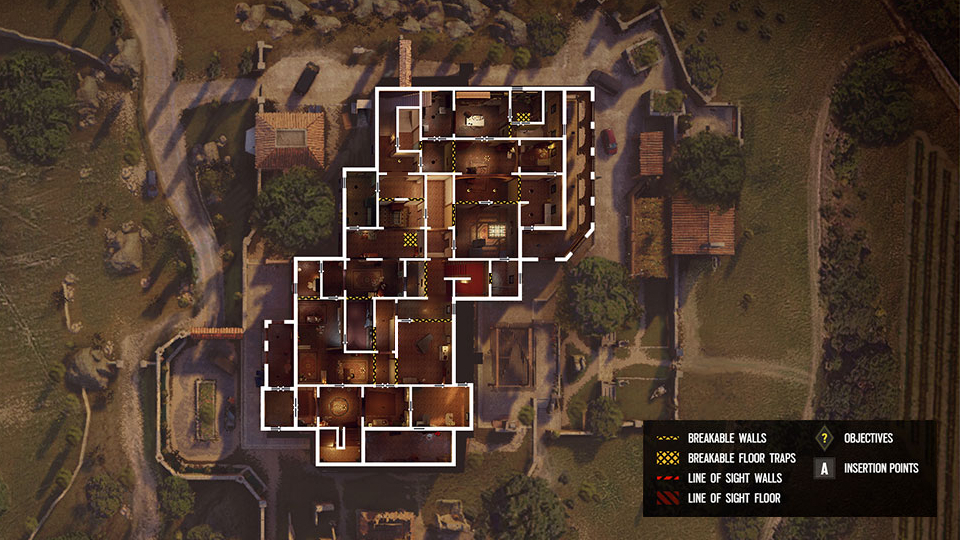 BREAKABLE WALLS
BREAKABLE FLOOR TRAPS
LINE OF SIGHT WALLS
LINE OF SIGHT FLOOR
? OBJECTIVES
A INSERTION POINTS